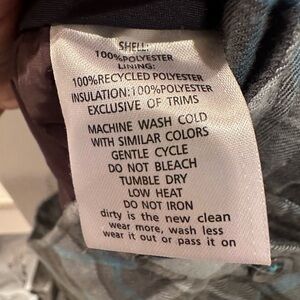 SHELL:
100%POLYESTER
LINING:
100%RECYCLED POLYESTER
INSULATION:100%POLYESTER
EXCLUSIVE OF TRIMS
MACHINE WASH COLD
WITH SIMILAR COLORS
GENTLE CYCLE
DO NOT BLEACH
TUMBLE DRY
LOW HEAT
DO NOT IRON
dirty is the new clean
wear more, wash less
wear it out or pass it on